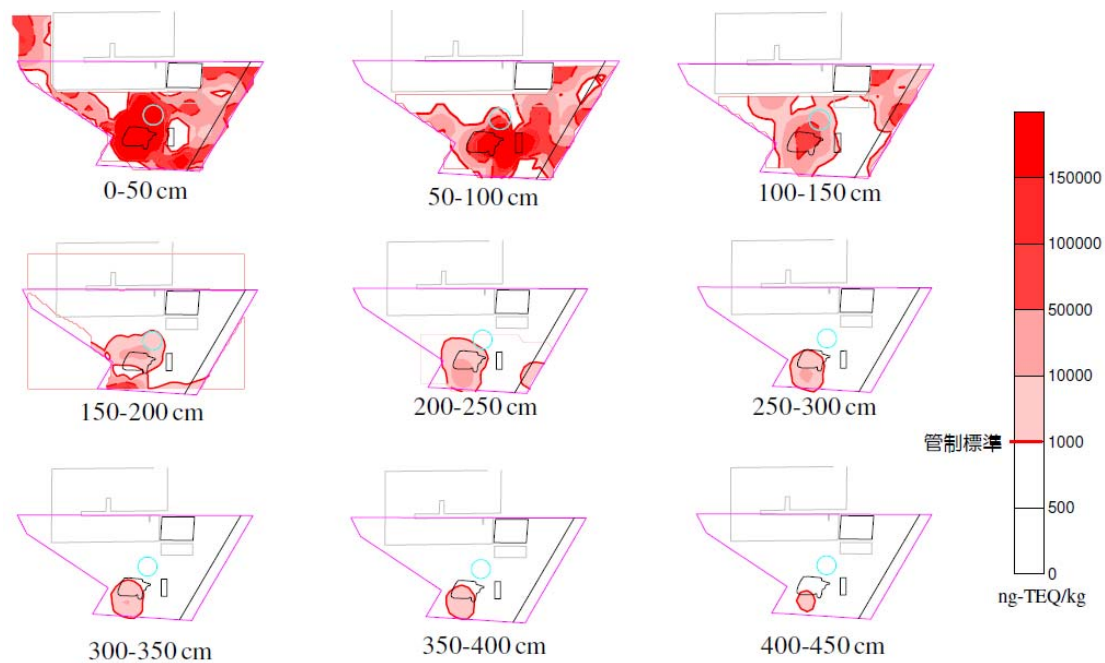 0-50 cm
50-100 cm
100-150 cm
150-200 cm
200-250 cm
250-300 cm
300-350 cm
350-400 cm
400-450 cm
150000
100000
50000
10000
管制標準 1000
500
0
ng-TEQ/kg